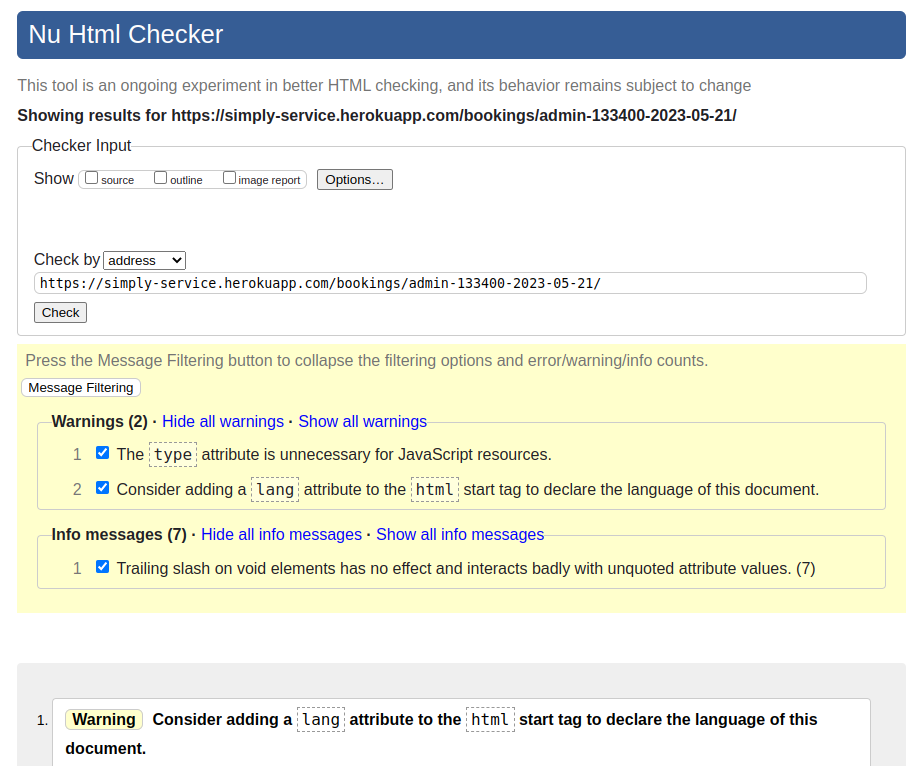 Nu Html Checker
This tool is an ongoing experiment in better HTML checking, and its behavior remains subject to change
Showing results for https://simply-service.herokuapp.com/bookings/admin-133400-2023-05-21/
Checker Input
Show source outline image report Options...
Check by address
https://simply-service.herokuapp.com/bookings/admin-133400-2023-05-21/
Check
Press the Message Filtering button to collapse the filtering options and error/warning/info counts.
Message Filtering
Warnings (2) · Hide all warnings · Show all warnings
1 The type attribute is unnecessary for JavaScript resources.
2 Consider adding a lang attribute to the html start tag to declare the language of this document.
Info messages (7) · Hide all info messages · Show all info messages
1 Trailing slash on void elements has no effect and interacts badly with unquoted attribute values. (7)
1. Warning Consider adding a lang attribute to the html start tag to declare the language of this
document.